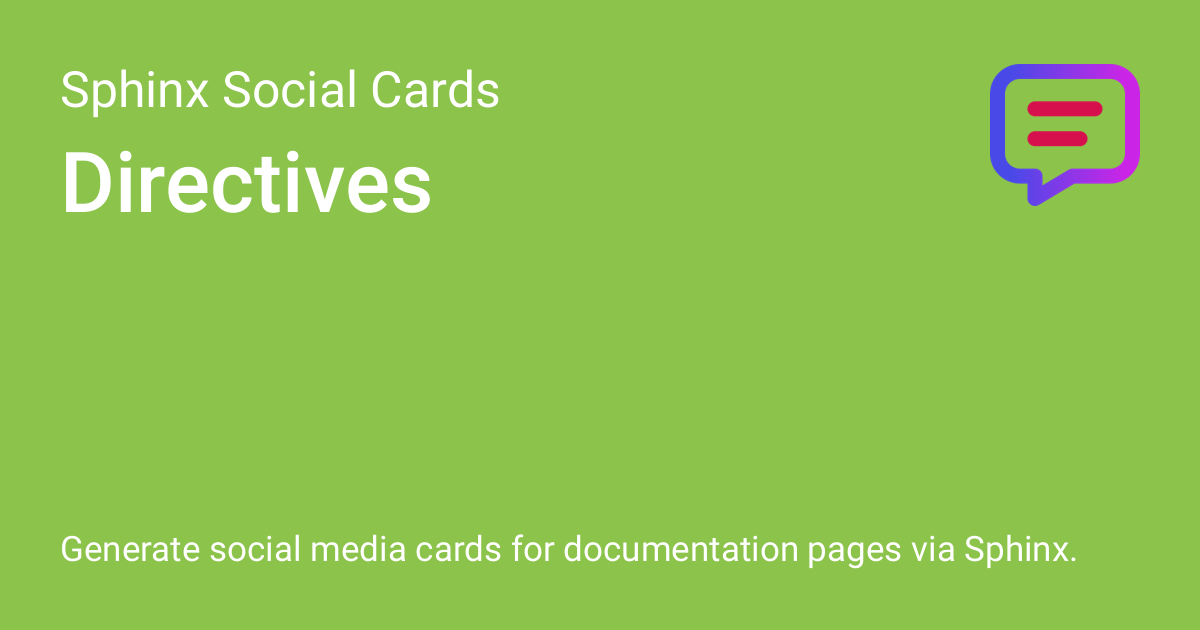 Sphinx Social Cards
Directives
Generate social media cards for documentation pages via Sphinx.